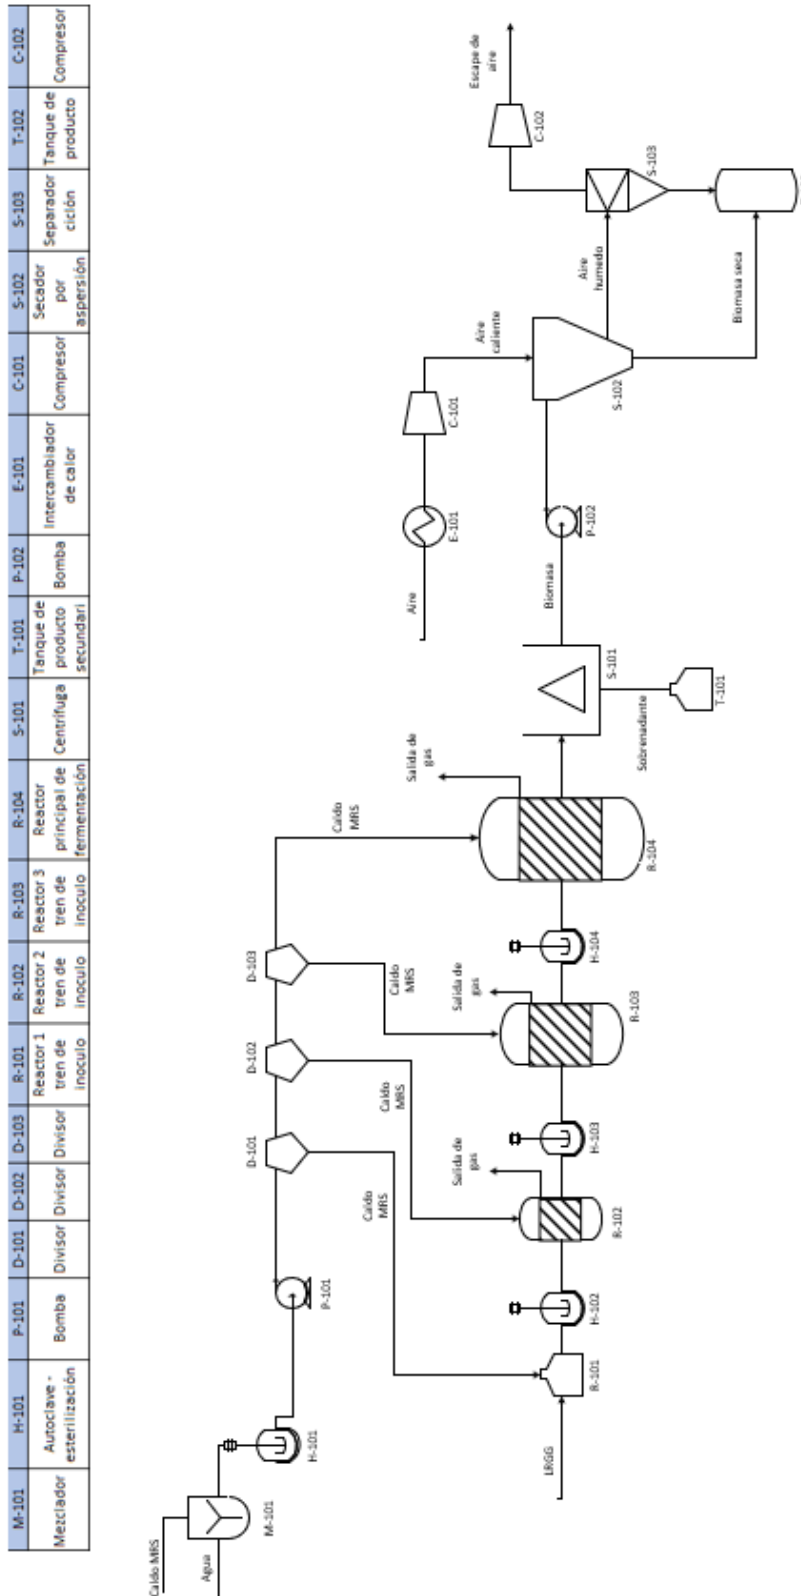 M-101
H-101
P-101
D-101
D-102
D-103
R-101
R-102
R-103
R-104
S-101
T-101
P-102
E-101
C-101
S-102
S-103
T-102
C-102
Mezclador
Autoclave -
esterilización
Bomba
Divisor
Divisor
Divisor
Reactor 1
tren de
inoculo
Reactor 2
tren de
inoculo
Reactor 3
tren de
inoculo
Reactor
principal de
fermentación
Centrífuga
Tanque de
producto
secundari
Bomba
Intercambiador
de calor
Compresor
Secador
por
aspersión
Separador
ciclón
Tanque de
producto
Compresor
Caldo MRS
Agua
M-101
H-101
P-101
D-101
D-102
D-103
Caldo
MRS
Caldo
MRS
Caldo
MRS
Caldo
MRS
LRGG
R-101
H-102
R-102
Salida de
gas
H-103
R-103
Salida de
gas
H-104
R-104
Salida de
gas
S-101
Sobrenadante
T-101
Biomasa
P-102
Aire
E-101
C-101
Aire
caliente
S-102
Aire
humedo
Biomasa seca
S-103
C-102
Escape de
aire